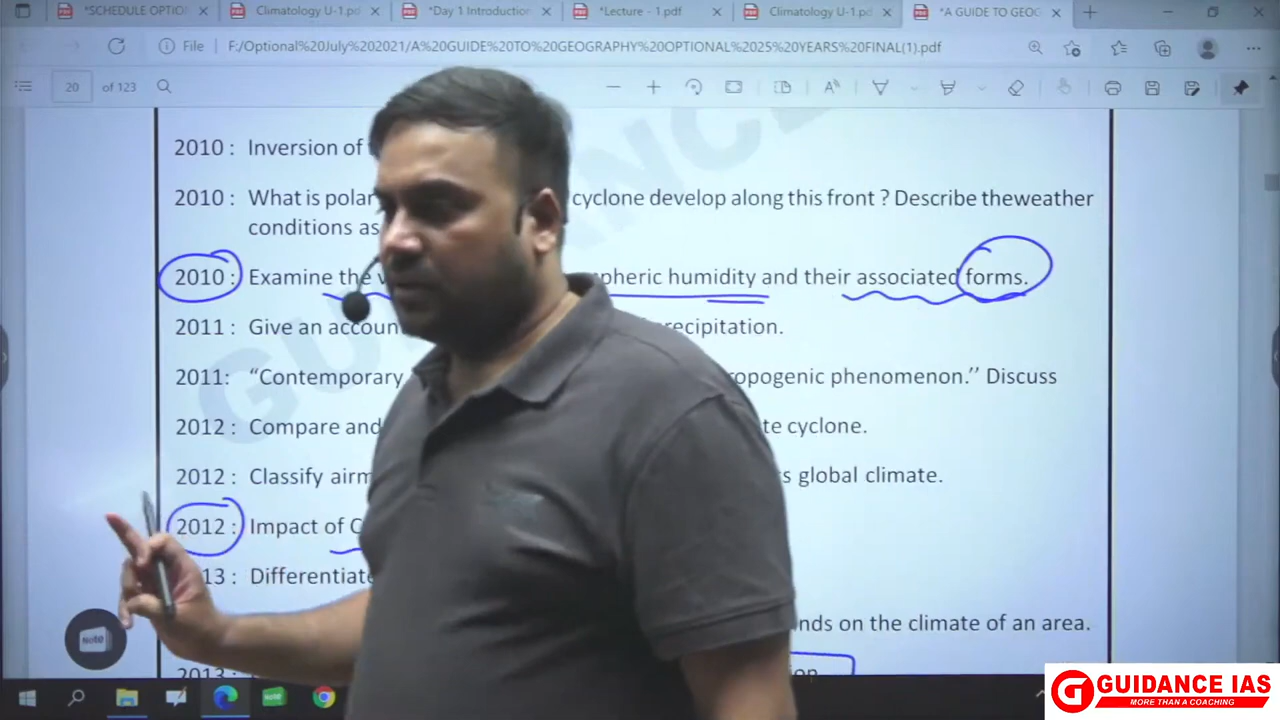 *SCHEDULE OPTIO
Climatology U-1.pd
*Day 1 Introduction
*Lecture - 1.pdf
Climatology U-1.pd
*A GUIDE TO GEOG
File
F:/Optional%20July%202021/A%20GUIDE%20TO%20GEOGRAPHY%20OPTIONAL%2025%20YEARS%20FINAL(1).pdf
20 of 123
2010 : Inversion of
2010 : What is polar cyclone develop along this front ? Describe theweather
conditions as
2010 : Examine the pheric humidity and their associated forms.
2011 : Give an accoun recipitation.
2011: “Contemporary ropogenic phenomenon.’’ Discuss
2012 : Compare and te cyclone.
2012 : Classify airm s global climate.
2012 : Impact of C
13 : Differentiate
nds on the climate of an area.
2013
note
GUIDANCE IAS
MORE THAN A COACHING